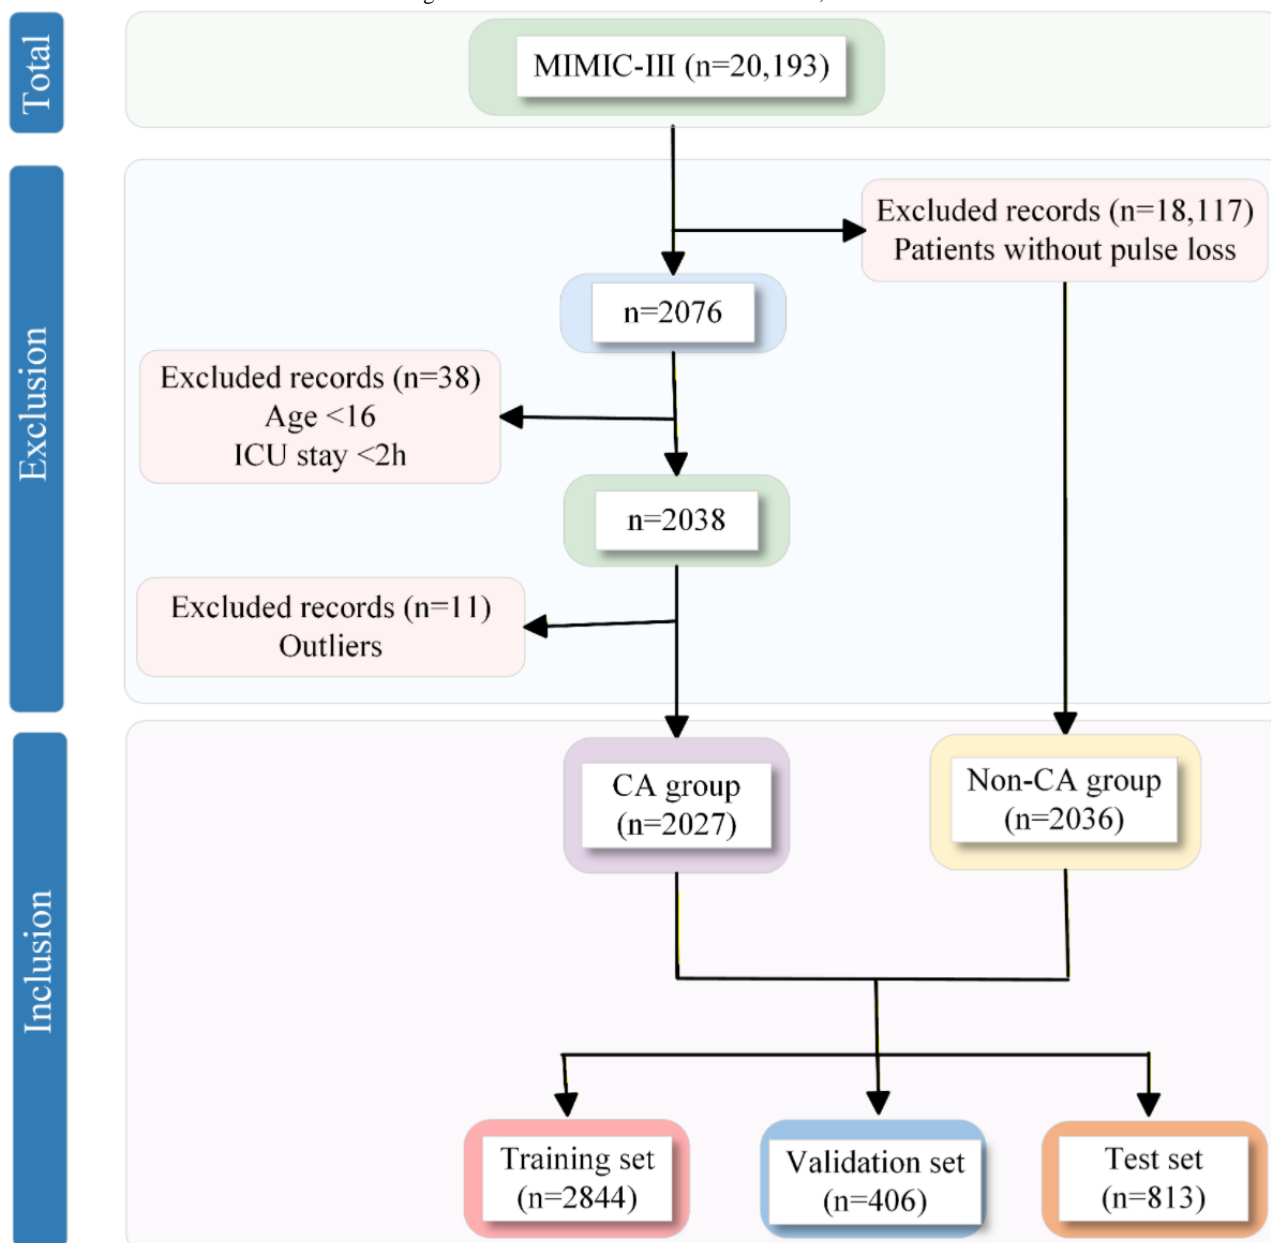 Total
MIMIC-III (n=20,193)
Exclusion
Excluded records (n=18,117)
Patients without pulse loss
n=2076
Excluded records (n=38)
Age <16
ICU stay <2h
n=2038
Excluded records (n=11)
Outliers
Inclusion
CA group
(n=2027)
Non-CA group
(n=2036)
Training set
(n=2844)
Validation set
(n=406)
Test set
(n=813)